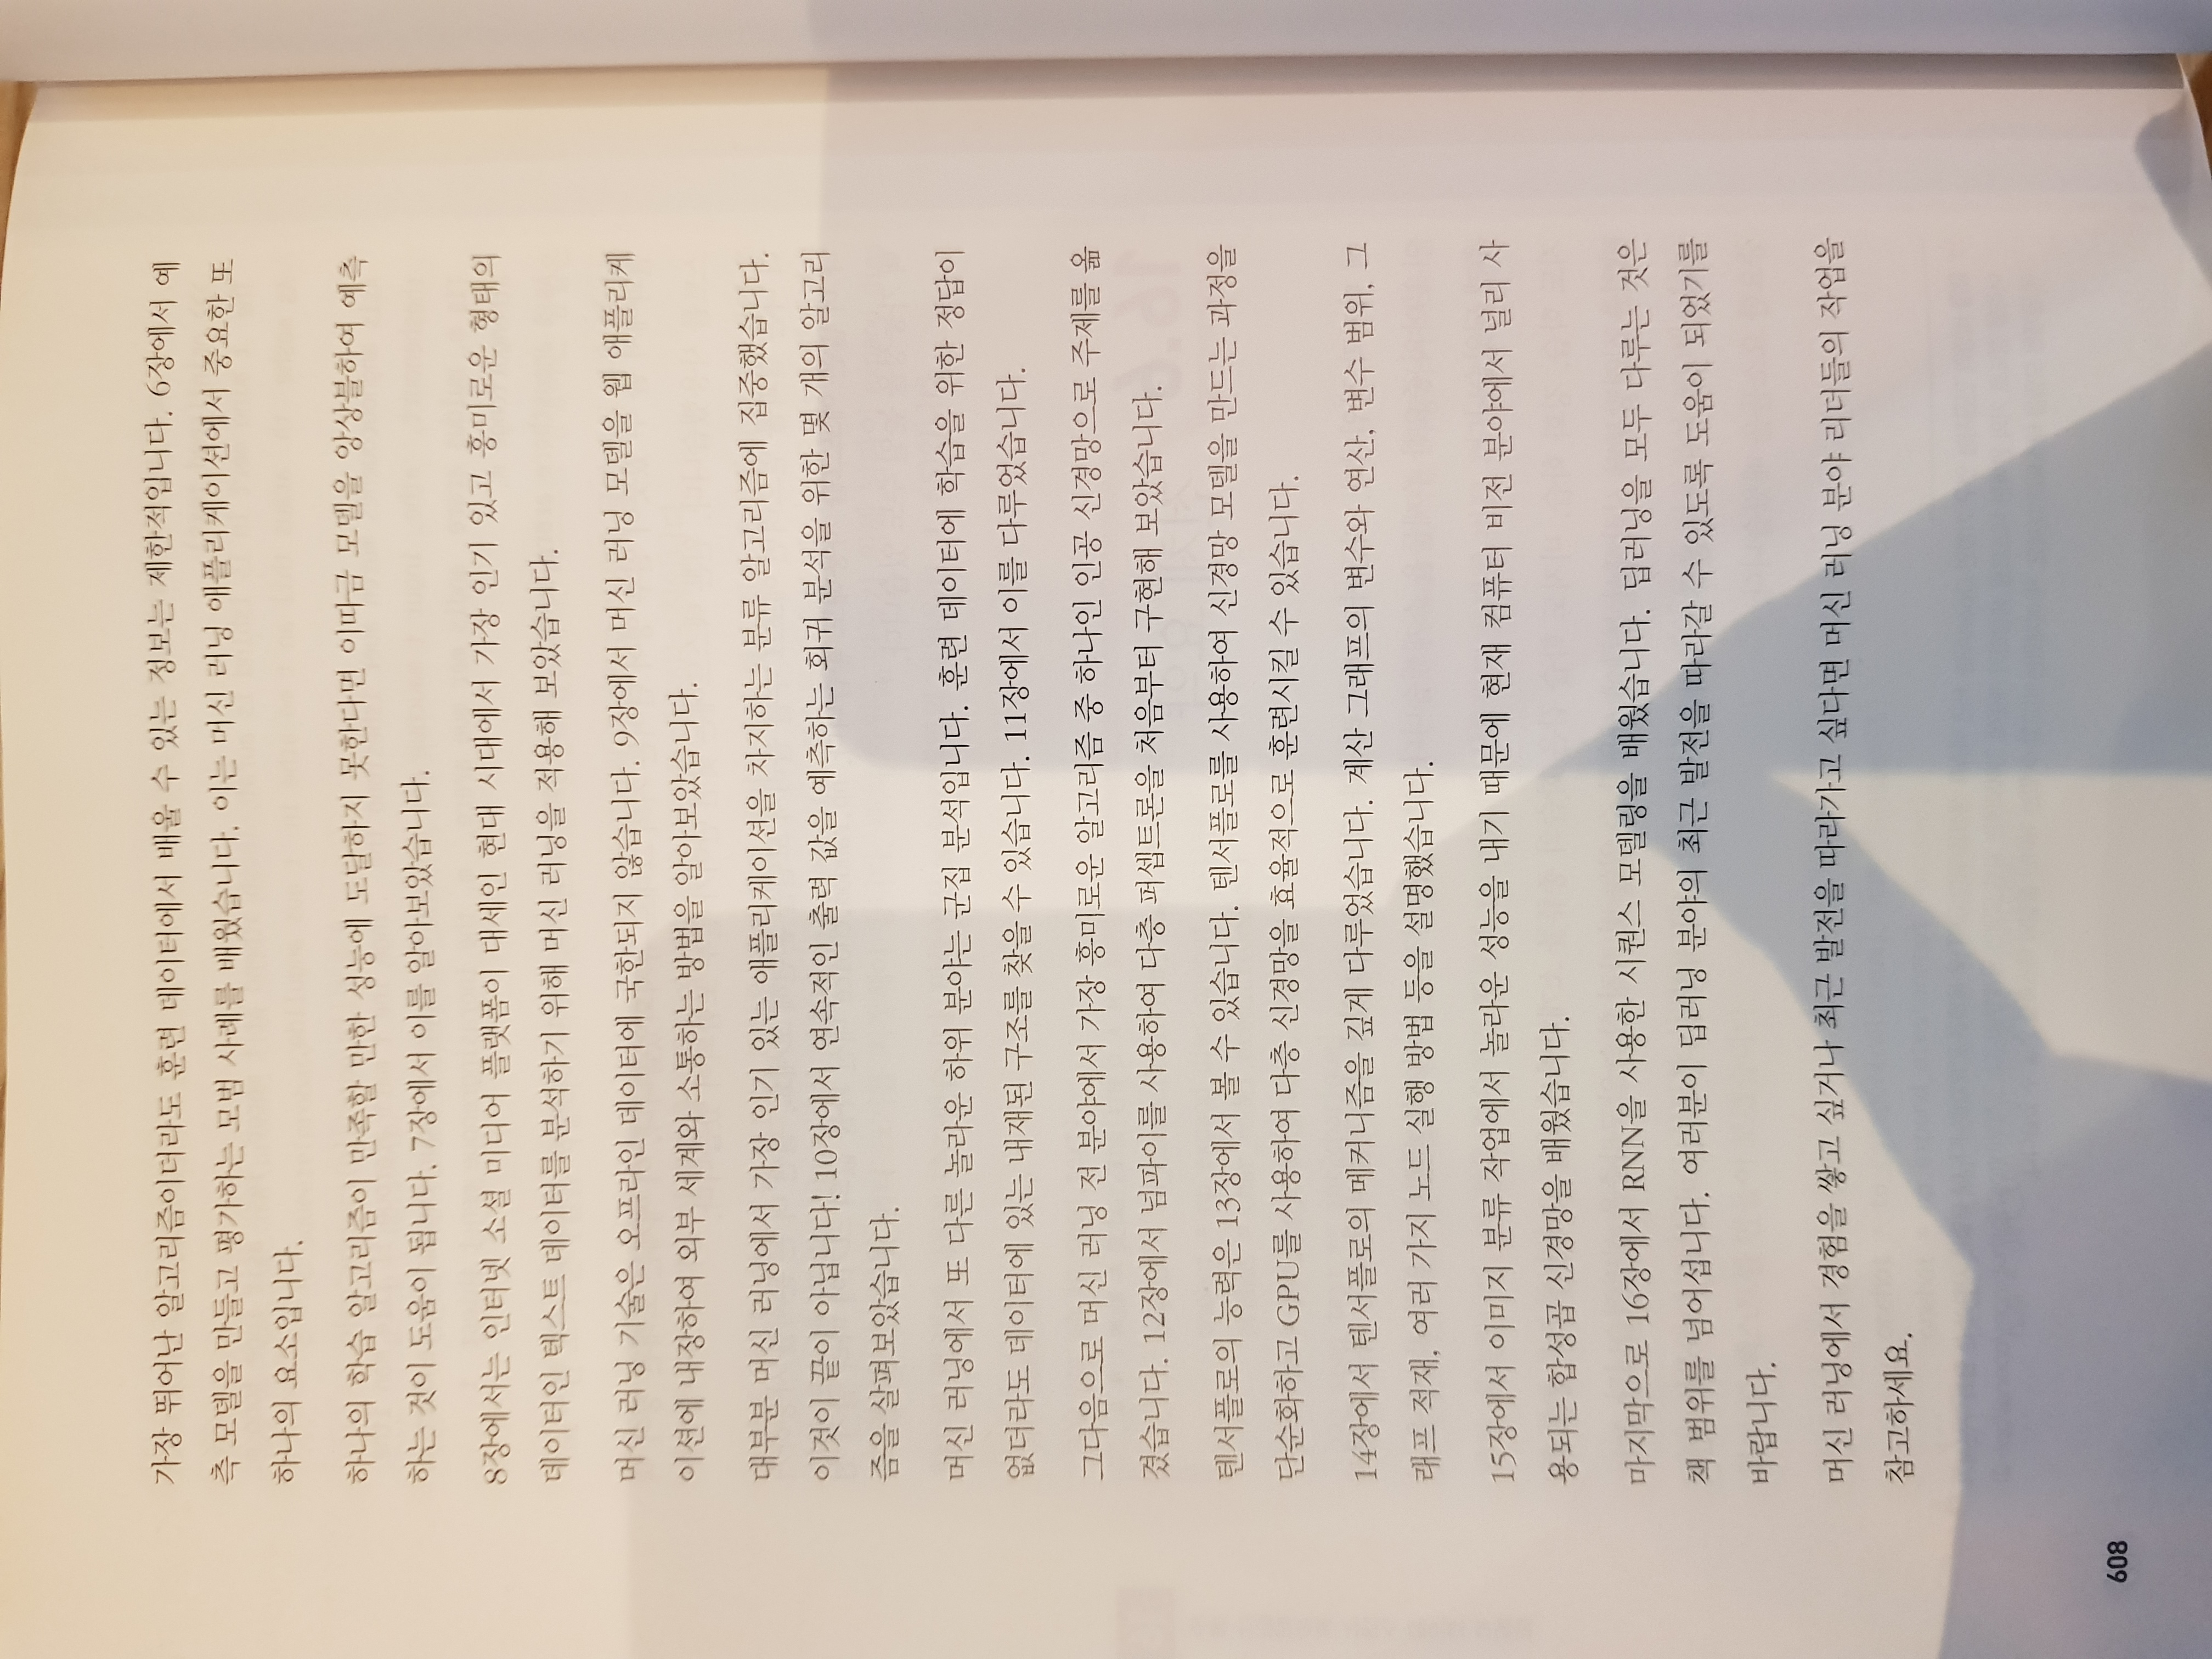 가장 뛰어난 알고리즘이더라도 훈련 데이터에서 배울 수 있는 정보는 제한적입니다. 6장에서 예
측 모델을 만들고 평가하는 모범 사례를 배웠습니다. 이는 머신 러닝 애플리케이션에서 중요한 또
하나의 요소입니다.
하나의 학습 알고리즘이 만족할 만한 성능에 도달하지 못한다면 이따금 모델을 앙상블하여 예측
하는 것이 도움이 됩니다. 7장에서 이를 알아보았습니다.
8장에서는 인터넷 소셜 미디어 플랫폼이 대세인 현대 시대에서 가장 인기 있고 흥미로운 형태의
데이터인 텍스트 데이터를 분석하기 위해 머신 러닝을 적용해 보았습니다.
머신 러닝 기술은 오프라인 데이터에 국한되지 않습니다. 9장에서 머신 러닝 모델을 웹 애플리케
이션에 내장하여 외부 세계와 소통하는 방법을 알아보았습니다.
대부분 머신 러닝에서 가장 인기 있는 애플리케이션을 차지하는 분류 알고리즘에 집중했습니다.
이것이 끝이 아닙니다! 10장에서 연속적인 출력 값을 예측하는 회귀 분석을 위한 몇 개의 알고리
즘을 살펴보았습니다.
머신 러닝에서 또 다른 놀라운 하위 분야는 군집 분석입니다. 훈련 데이터에 학습을 위한 정답이
없더라도 데이터에 있는 내재된 구조를 찾을 수 있습니다. 11장에서 이를 다루었습니다.
그다음으로 머신 러닝 전 분야에서 가장 흥미로운 알고리즘 중 하나인 인공 신경망으로 주제를 옮
겼습니다. 12장에서 넘파이를 사용하여 다층 퍼셉트론을 처음부터 구현해 보았습니다.
텐서플로의 능력은 13장에서 볼 수 있습니다. 텐서플로를 사용하여 신경망 모델을 만드는 과정을
단순화하고 GPU를 사용하여 다층 신경망을 효율적으로 훈련시킬 수 있습니다.
14장에서 텐서플로의 메커니즘을 깊게 다루었습니다. 계산 그래프의 변수와 연산, 변수 범위, 그
래프 적재, 여러 가지 노드 실행 방법 등을 설명했습니다.
15장에서 이미지 분류 작업에서 놀라운 성능을 내기 때문에 현재 컴퓨터 비전 분야에서 널리 사
용되는 합성곱 신경망을 배웠습니다.
마지막으로 16장에서 RNN을 사용한 시퀀스 모델링을 배웠습니다. 딥러닝을 모두 다루는 것은
책 범위를 넘어섭니다. 여러분이 딥러닝 분야의 최근 발전을 따라갈 수 있도록 도움이 되었기를
바랍니다.
머신 러닝에서 경험을 쌓고 싶거나 최근 발전을 따라가고 싶다면 머신 러닝 분야 리더들의 작업을
참고하세요.
608